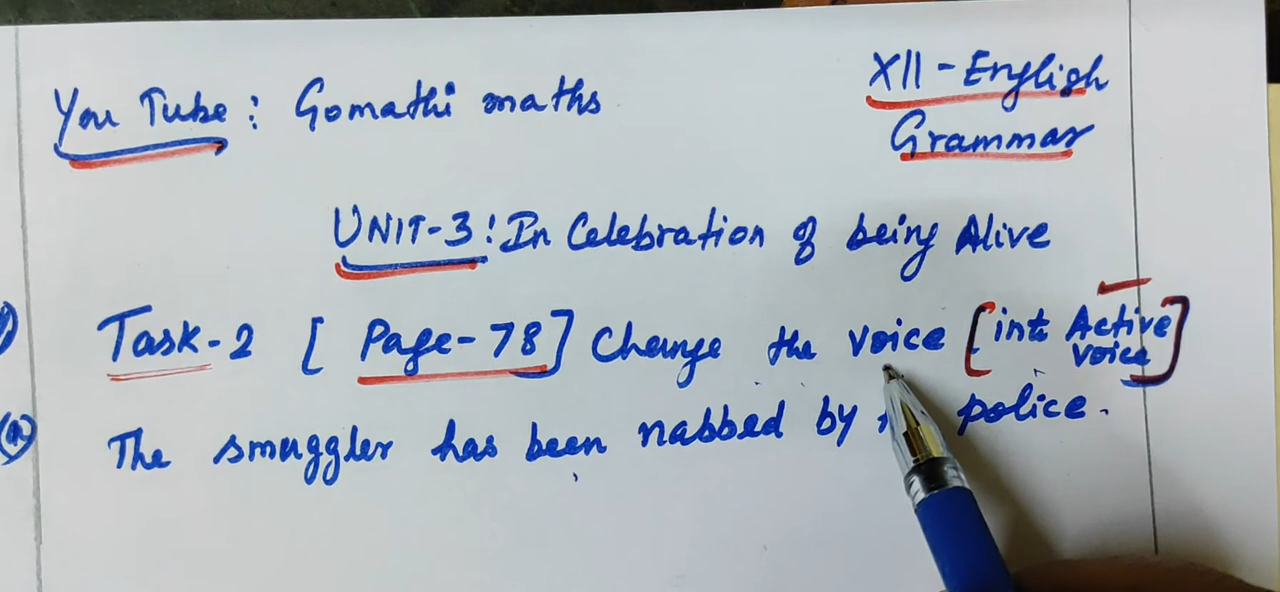 You Tube : Gomathi maths
XII - English
Grammar
UNIT-3 : In Celebration of being Alive
Task-2 [ Page-78 ] Change the voice [into Active voice]
The smuggler has been nabbed by police.